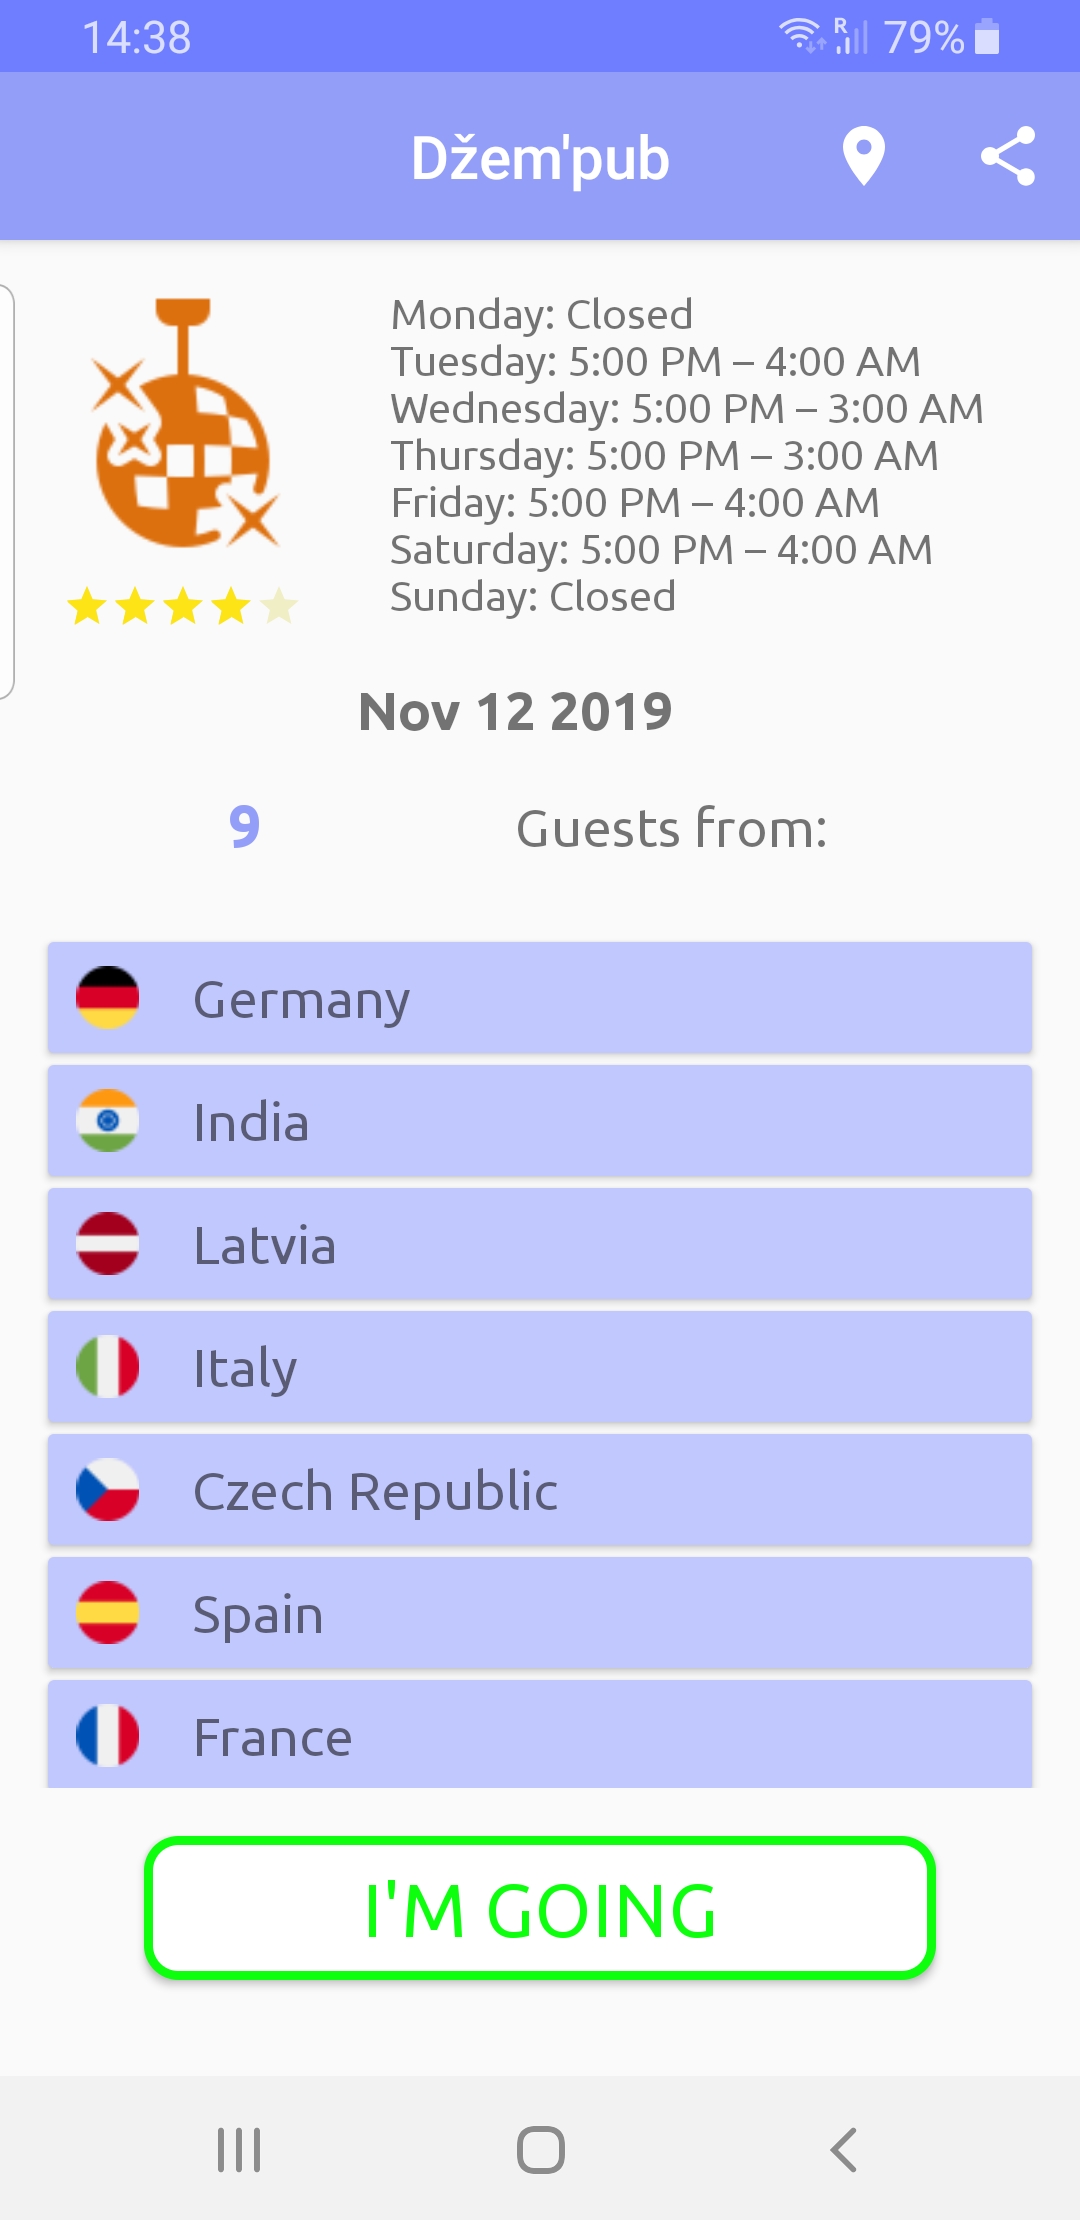 14:38
R 79%
Džem'pub
Monday: Closed
Tuesday: 5:00 PM – 4:00 AM
Wednesday: 5:00 PM – 3:00 AM
Thursday: 5:00 PM – 3:00 AM
Friday: 5:00 PM – 4:00 AM
Saturday: 5:00 PM – 4:00 AM
Sunday: Closed
Nov 12 2019
9 Guests from:
Germany
India
Latvia
Italy
Czech Republic
Spain
France
I'M GOING